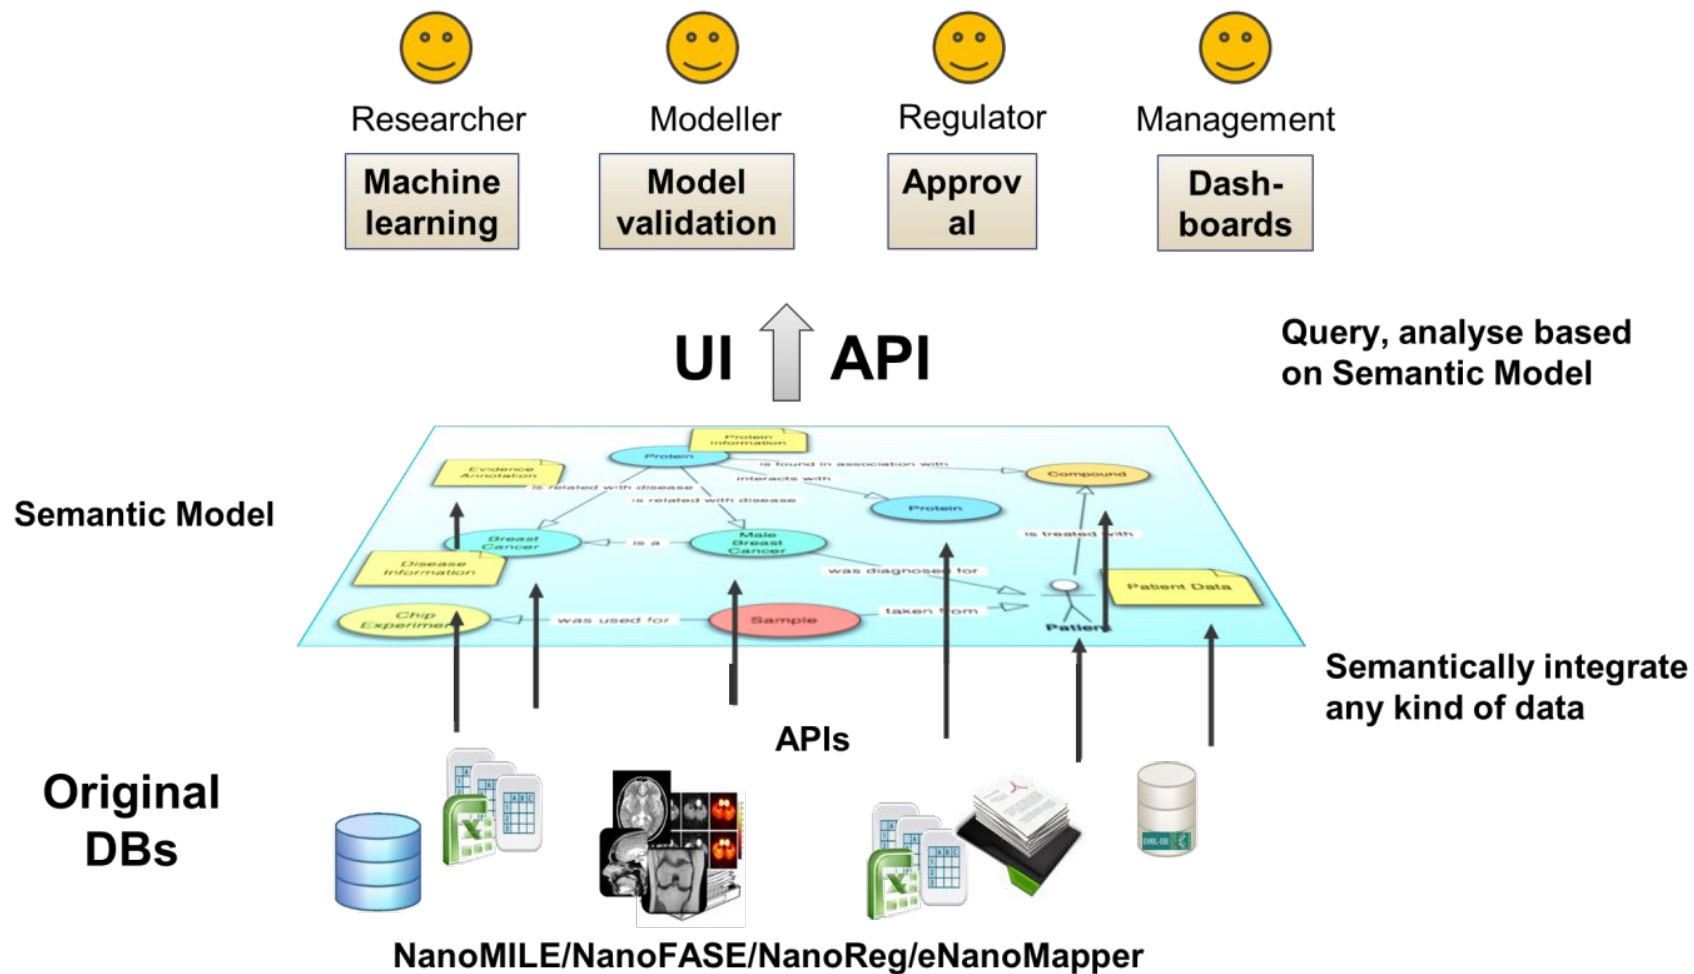 Researcher
Modeller
Regulator
Management
Machine
learning
Model
validation
Approv
al
Dash-
boards
UI
API
Query, analyse based
on Semantic Model
Semantic Model
Protein
Information
Protein
Evidence
Annotation
is found in association with
Compound
interacts with
is related with disease
is related with disease
Protein
Breast
Cancer
is a
Male
Breast
Cancer
is treated with
Disease
Information
was diagnosed for
Patient Data
Chip
Experiment
was used for
Sample
taken from
Patient
Semantically integrate
any kind of data
APIs
Original
DBs
EMBL-EBI
NanoMILE/NanoFASE/NanoReg/eNanoMapper